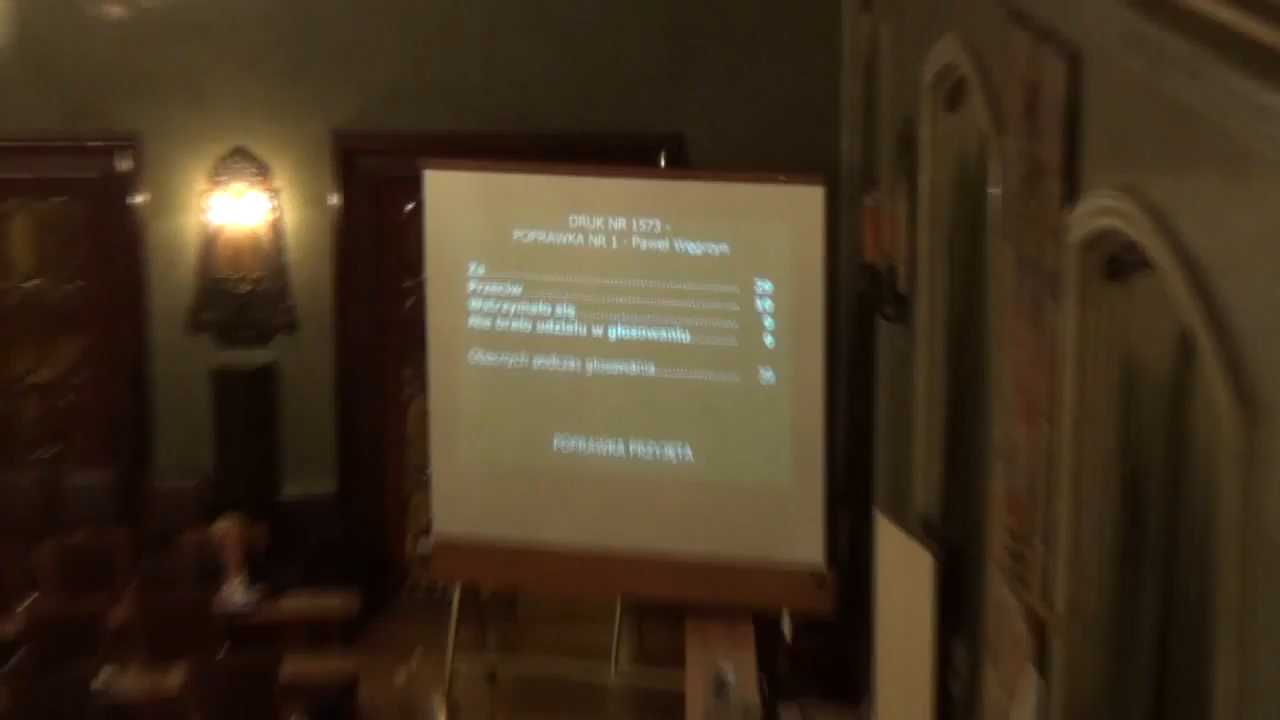 DRUK NR 1573 -
POPRAWKA NR 1 - Paweł Węgrzyn
Za
Przeciw
Wstrzymało się
Nie brało udziału w głosowaniu
Obecnych podczas głosowania
POPRAWKA PRZYJĘTA